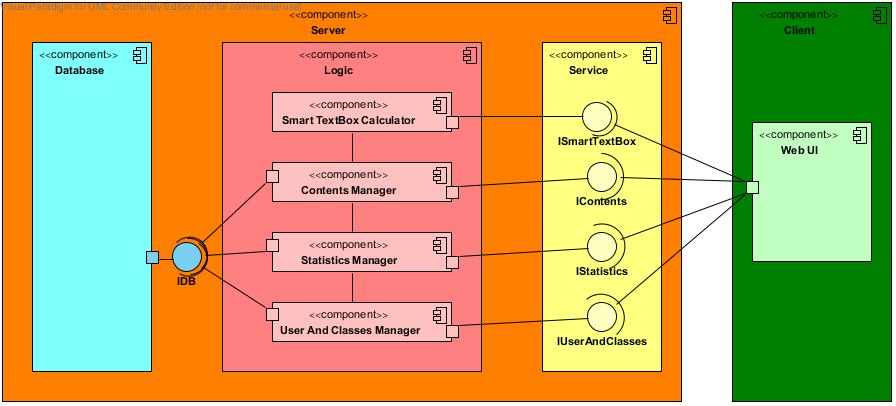 Visual Paradigm for UML Community Edition [not for commercial use]
<<component>>
Server
<<component>>
Database
IDB
<<component>>
Logic
<<component>>
Smart TextBox Calculator
<<component>>
Contents Manager
<<component>>
Statistics Manager
<<component>>
User And Classes Manager
<<component>>
Service
ISmartTextBox
IContents
IStatistics
IUserAndClasses
<<component>>
Client
<<component>>
Web UI